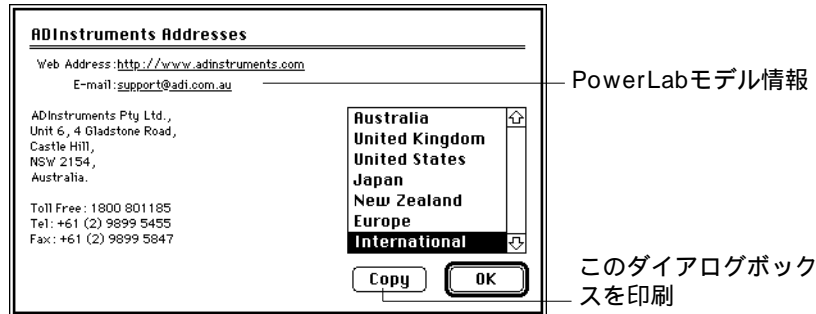 ADInstruments Addresses
Web Address:http://www.adinstruments.com
E-mail:support@adi.com.au
PowerLabモデル情報
ADInstruments Pty Ltd.,
Unit 6, 4 Gladstone Road,
Castle Hill,
NSW 2154,
Australia.
Toll Free: 1800 801185
Tel: +61 (2) 9899 5455
Fax: +61 (2) 9899 5847
Australia
United Kingdom
United States
Japan
New Zealand
Europe
International
Copy
OK
このダイアログボック
スを印刷